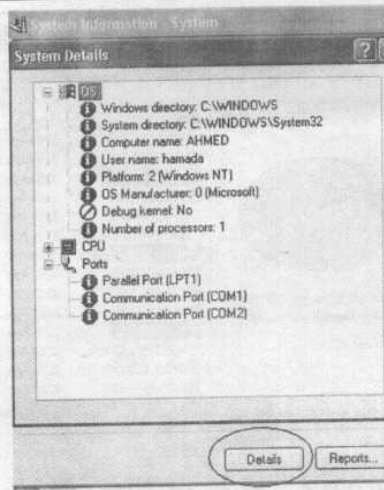 System Information - System
System Details
OS
Windows directory: C:\WINDOWS
System directory: C:\WINDOWS\System32
Computer name: AHMED
User name: hamada
Platform: 2 (Windows NT)
OS Manufacturer: 0 (Microsoft)
Debug kernel: No
Number of processors: 1
CPU
Ports
Parallel Port (LPT1)
Communication Port (COM1)
Communication Port (COM2)
Details
Reports...